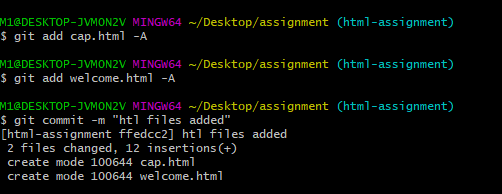 M1@DESKTOP-JVMON2V MINGW64 ~/Desktop/assignment (html-assignment)
$ git add cap.html -A
M1@DESKTOP-JVMON2V MINGW64 ~/Desktop/assignment (html-assignment)
$ git add welcome.html -A
M1@DESKTOP-JVMON2V MINGW64 ~/Desktop/assignment (html-assignment)
$ git commit -m "htl files added"
[html-assignment ffedcc2] htl files added
2 files changed, 12 insertions(+)
create mode 100644 cap.html
create mode 100644 welcome.html